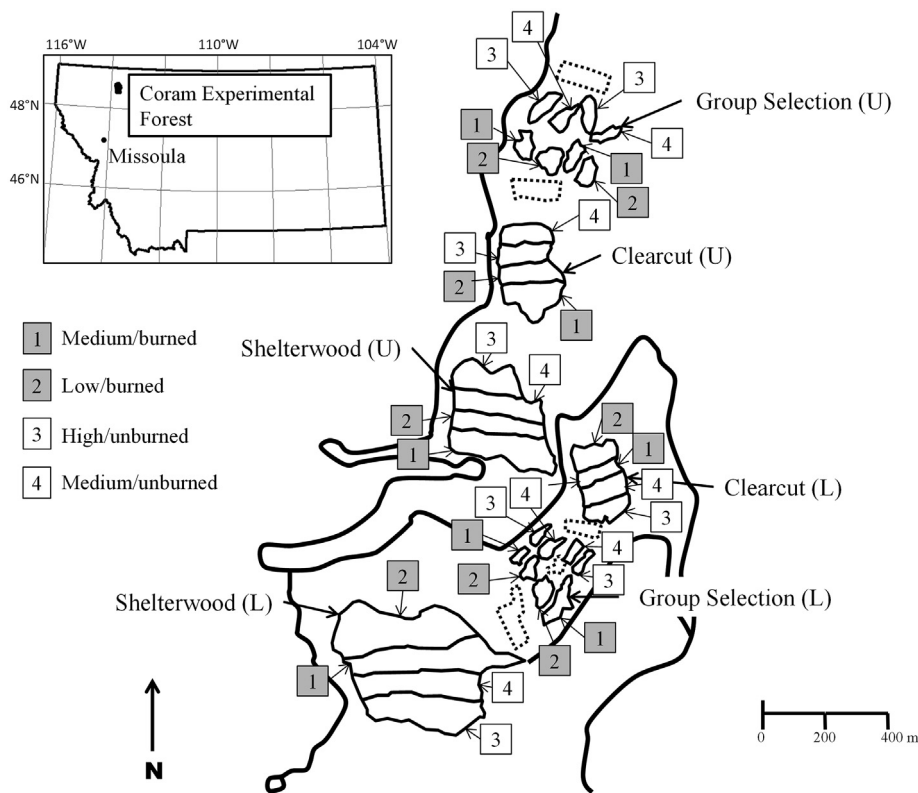 116°W 110°W 104°W
48°N
46°N
Coram Experimental
Forest
Missoula
4
3
3
Group Selection (U)
1
4
2
1
2
4
3
Clearcut (U)
2
1
1 Medium/burned
2 Low/burned
3 High/unburned
4 Medium/unburned
Shelterwood (U)
3
4
2
1
2
1
4
Clearcut (L)
4
3
3
1
4
2
3
2
Shelterwood (L)
Group Selection (L)
1
2
1
4
3
N
0 200 400 m